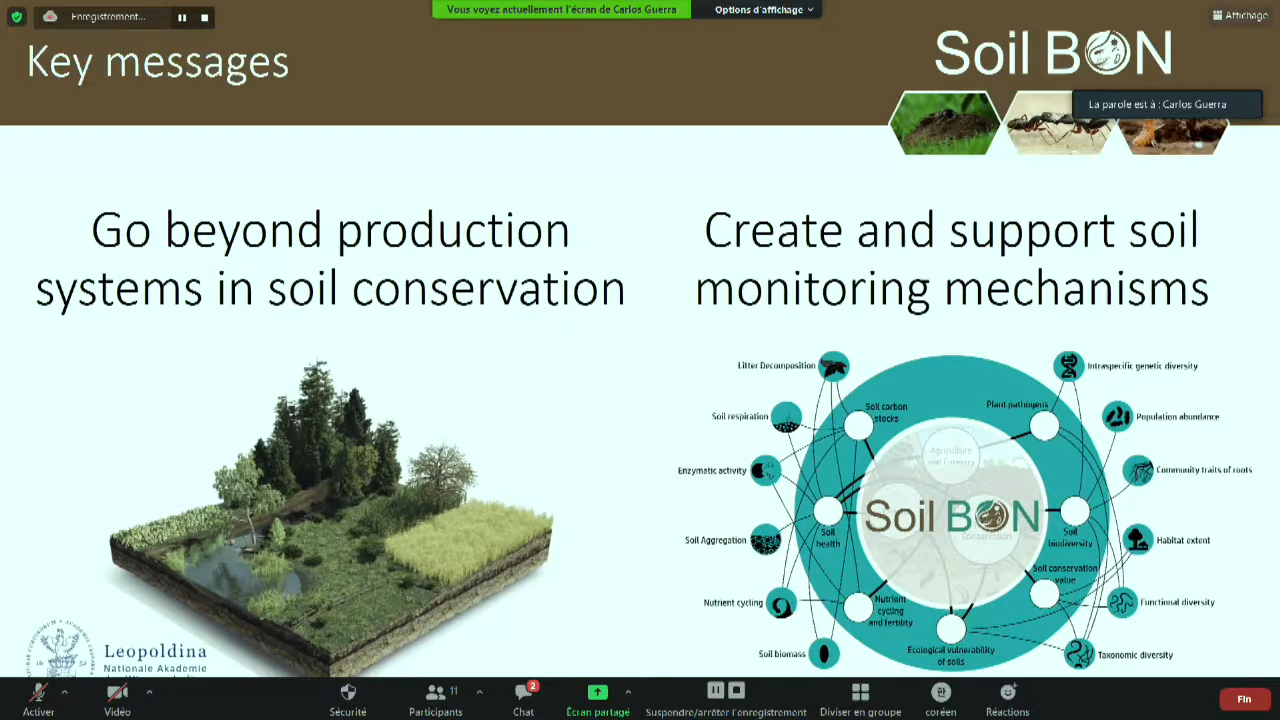 Enregistrement...
Vous voyez actuellement l'écran de Carlos Guerra
Options d'affichage
Affichage
Key messages
Soil BON
La parole est à : Carlos Guerra
Go beyond production
systems in soil conservation
Create and support soil
monitoring mechanisms
Litter Decomposition
Soil respiration
Enzymatic activity
Soil Aggregation
Nutrient cycling
Soil biomass
Soil carbon
stocks
Plant pathogens
Agriculture
and Forestry
Soil BON
Conservation
Soil
health
Soil
biodiversity
Soil conservation
value
Nutrient
cycling
and fertility
Ecological vulnerability
of soils
Intraspecific genetic diversity
Population abundance
Community traits of roots
Habitat extent
Functional diversity
Taxonomic diversity
Leopoldina
Nationale Akademie
Activer
Vidéo
Sécurité
11
Participants
2
Chat
Écran partagé
Suspendre/arrêter l'enregistrement
Diviser en groupe
한
coréen
Réactions
Fin